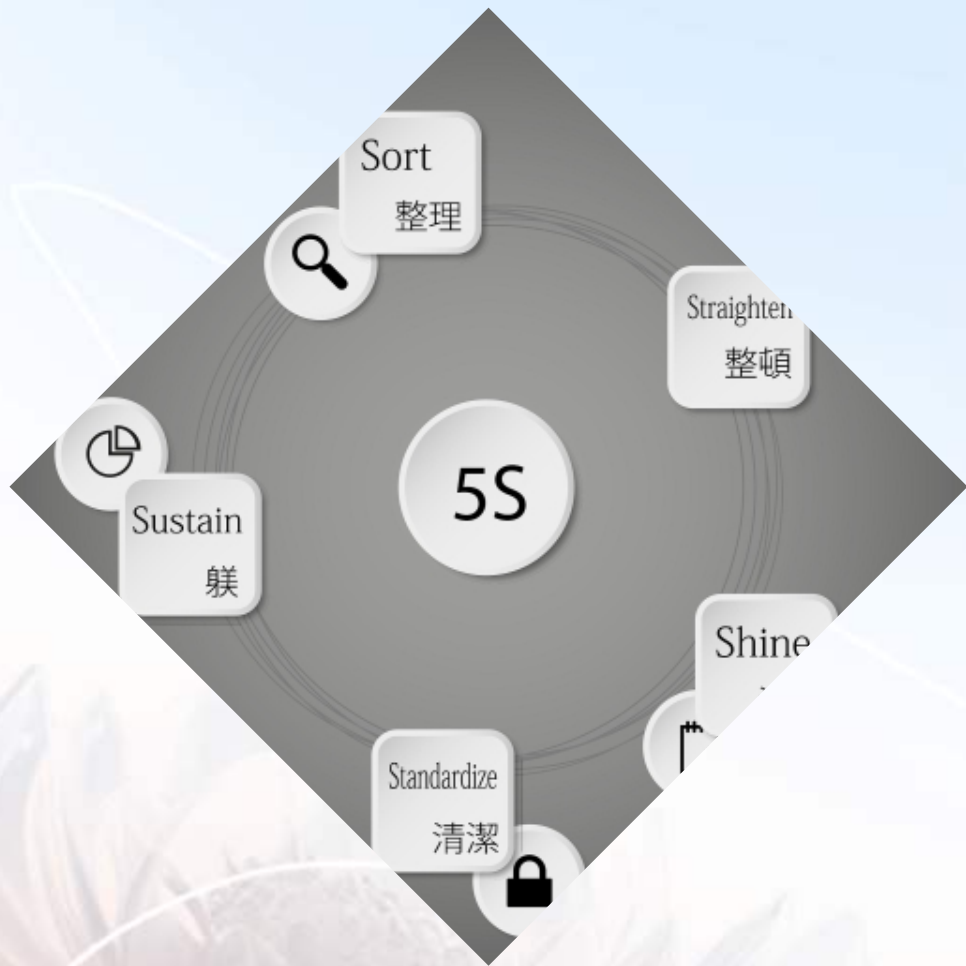 Sort
整理
Straighten
整頓
5S
Sustain
躾
Shine
Standardize
清潔